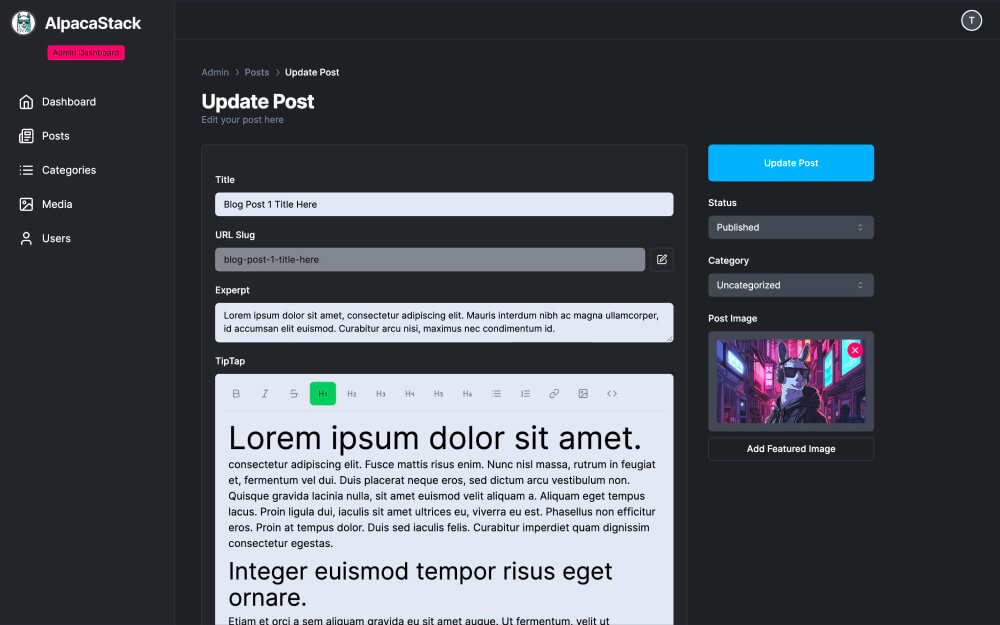 AlpacaStack
Admin Dashboard
Dashboard
Posts
Categories
Media
Users
T
Admin > Posts > Update Post
Update Post
Edit your post here
Title
Blog Post 1 Title Here
URL Slug
blog-post-1-title-here
Experpt
Lorem ipsum dolor sit amet, consectetur adipiscing elit. Mauris interdum nibh ac magna ullamcorper,
id accumsan elit euismod. Curabitur arcu nisi, maximus nec condimentum id.
TipTap
B I S H1 H2 H3 H4 H5 H6
Lorem ipsum dolor sit amet.
consectetur adipiscing elit. Fusce mattis risus enim. Nunc nisl massa, rutrum in feugiat
et, fermentum vel dui. Duis placerat neque eros, sed dictum arcu vestibulum non.
Quisque gravida lacinia nulla, sit amet euismod velit aliquam a. Aliquam eget tempus
lacus. Proin ligula dui, iaculis sit amet ultrices eu, viverra eu est. Phasellus non efficitur
eros. Proin at tempus dolor. Duis sed iaculis felis. Curabitur imperdiet quam dignissim
consectetur egestas.
Integer euismod tempor risus eget
ornare.
Etiam et orci a sem aliquam gravida eu sit amet augue. Ut fermentum, velit ut
Update Post
Status
Published
Category
Uncategorized
Post Image
Add Featured Image